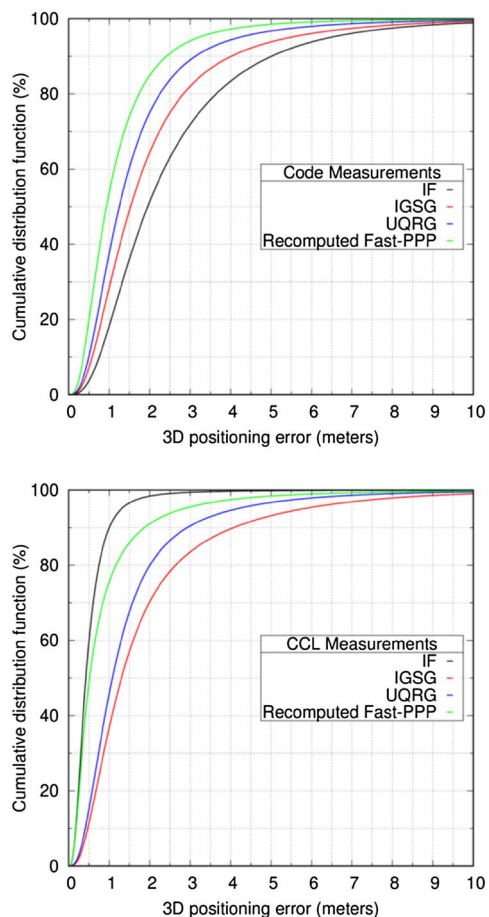 100
80
60
40
20
0
Cumulative distribution function (%)
Code Measurements
IF
IGSG
UQRG
Recomputed Fast-PPP
0 1 2 3 4 5 6 7 8 9 10
3D positioning error (meters)
100
80
60
40
20
0
Cumulative distribution function (%)
CCL Measurements
IF
IGSG
UQRG
Recomputed Fast-PPP
0 1 2 3 4 5 6 7 8 9 10
3D positioning error (meters)